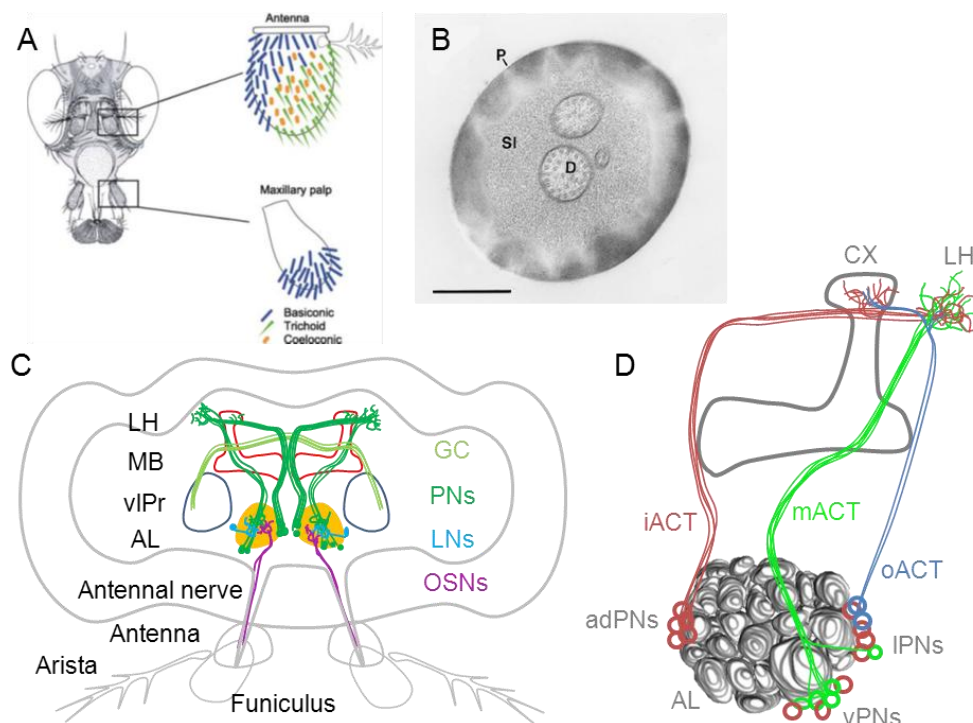 A
Antenna
Maxillary palp
Basiconic
Trichoid
Coeloconic
B
P
SI
D
C
LH
MB
vlPr
AL
Antennal nerve
Antenna
Arista
Funiculus
GC
PNs
LNs
OSNs
D
CX
LH
iACT
mACT
oACT
adPNs
lPNs
AL
vPNs